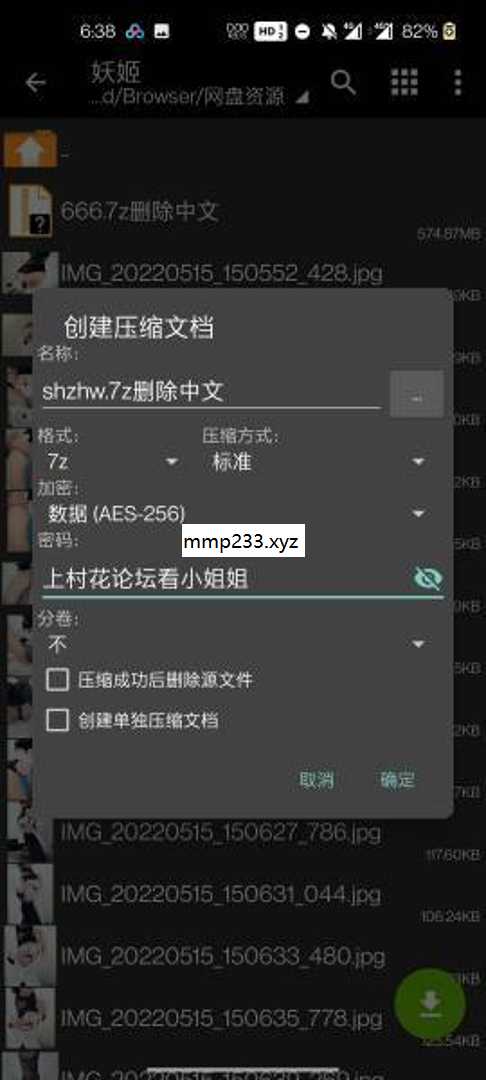 6:38 HD 82%
妖姬
...d/Browser/网盘资源
666.7z删除中文
574.87MB
IMG_20220515_150552_428.jpg
创建压缩文档
名称:
shzhw.7z删除中文
...
格式: 压缩方式:
7z 标准
加密:
数据 (AES-256)
mmp233.xyz
密码:
上村花论坛看小姐姐
分卷:
不
压缩成功后删除源文件
创建单独压缩文档
取消 确定
IMG_20220515_150627_786.jpg
117.60KB
IMG_20220515_150631_044.jpg
106.24KB
IMG_20220515_150633_480.jpg
IMG_20220515_150635_778.jpg